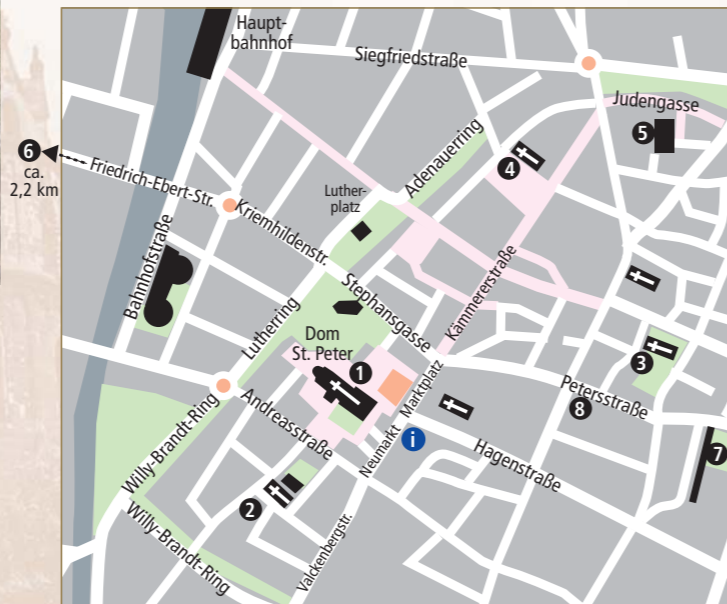 Haupt-
bahnhof
Siegfriedstraße
Judengasse
5
4
6
ca.
2,2 km
Friedrich-Ebert-Str.
Adenauerring
Luther-
platz
Kriemhildenstr.
Bahnhofstraße
Stephansgasse
Kämmererstraße
Lutherring
Dom
St. Peter
1
3
Marktplatz
Petersstraße
8
Andreasstraße
Willy-Brandt-Ring
Neumarkt
i
Hagenstraße
7
2
Willy-Brandt-Ring
Valckenbergstr.